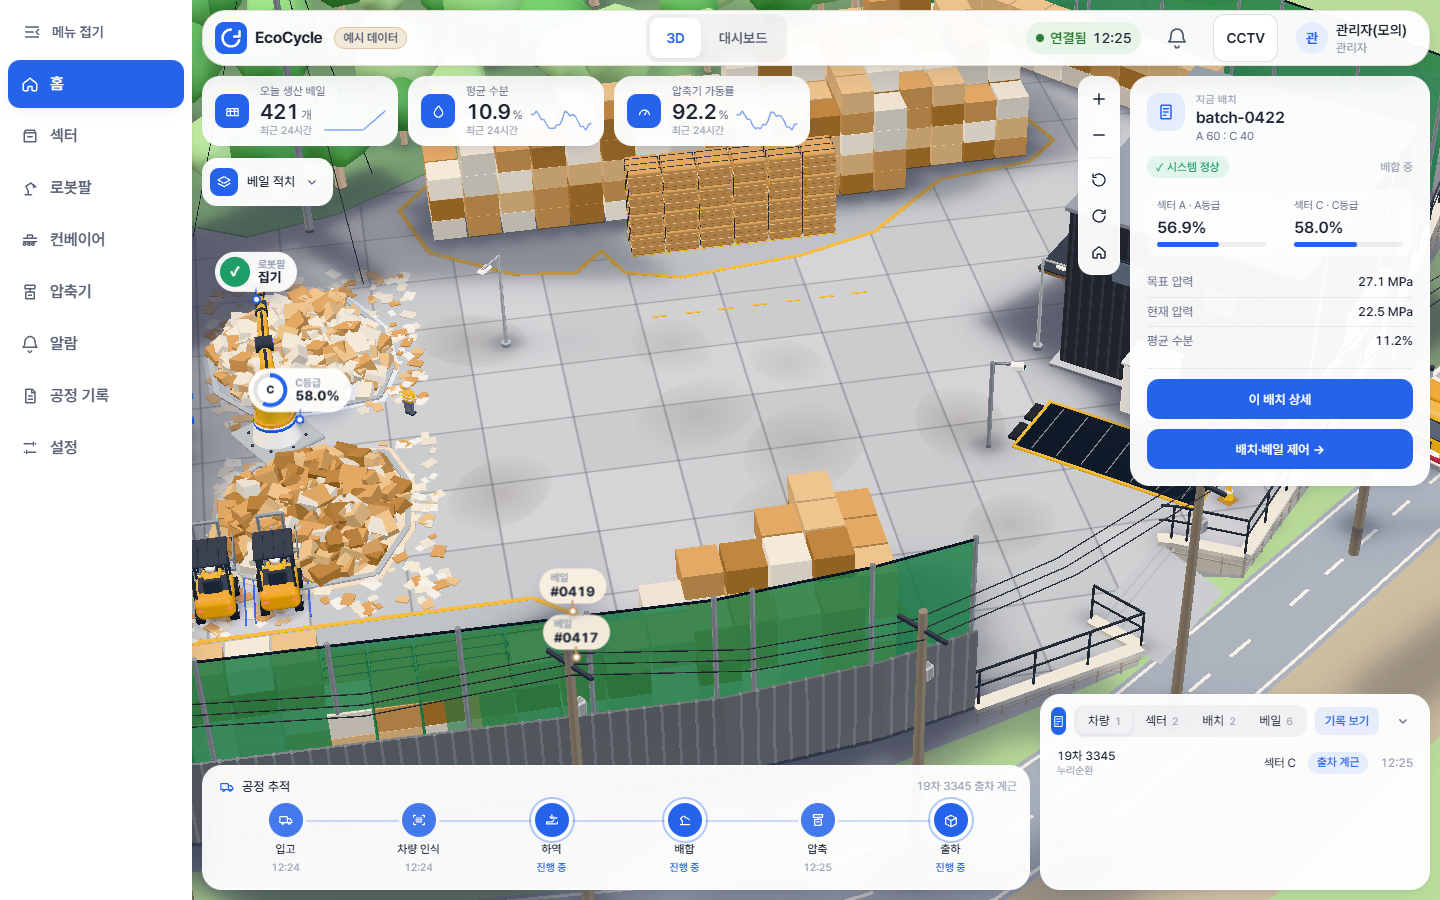 메뉴 접기
홈
섹터
로봇팔
컨베이어
압축기
알람
공정 기록
설정
EcoCycle 예시 데이터
3D 대시보드
연결됨 12:25
CCTV
관 관리자(모의)
관리자
오늘 생산 베일
421 개
최근 24시간
평균 수분
10.9 %
최근 24시간
압축기 가동률
92.2 %
최근 24시간
베일 적치
로봇팔
집기
C등급
C 58.0%
베일
#0419
베일
#0417
지금 배치
batch-0422
A 60 : C 40
✓ 시스템 정상 배합 중
섹터 A · A등급 섹터 C · C등급
56.9% 58.0%
목표 압력 27.1 MPa
현재 압력 22.5 MPa
평균 수분 11.2%
이 배치 상세
배치·베일 제어 →
공정 추적 19차 3345 출차 계근
입고 차량 인식 하역 배합 압축 출하
12:24 12:24 진행 중 진행 중 12:25 진행 중
차량 1 섹터 2 배치 2 베일 6 기록 보기
19차 3345 섹터 C 출차 계근 12:25
누리순환